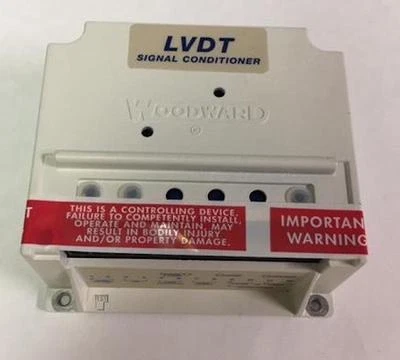 LVDT
SIGNAL CONDITIONER
WOODWARD
®
T
THIS IS A CONTROLLING DEVICE.
FAILURE TO COMPETENTLY INSTALL,
OPERATE AND MAINTAIN, MAY
RESULT IN BODILY INJURY
AND/OR PROPERTY DAMAGE.
IMPORTAN
WARNING